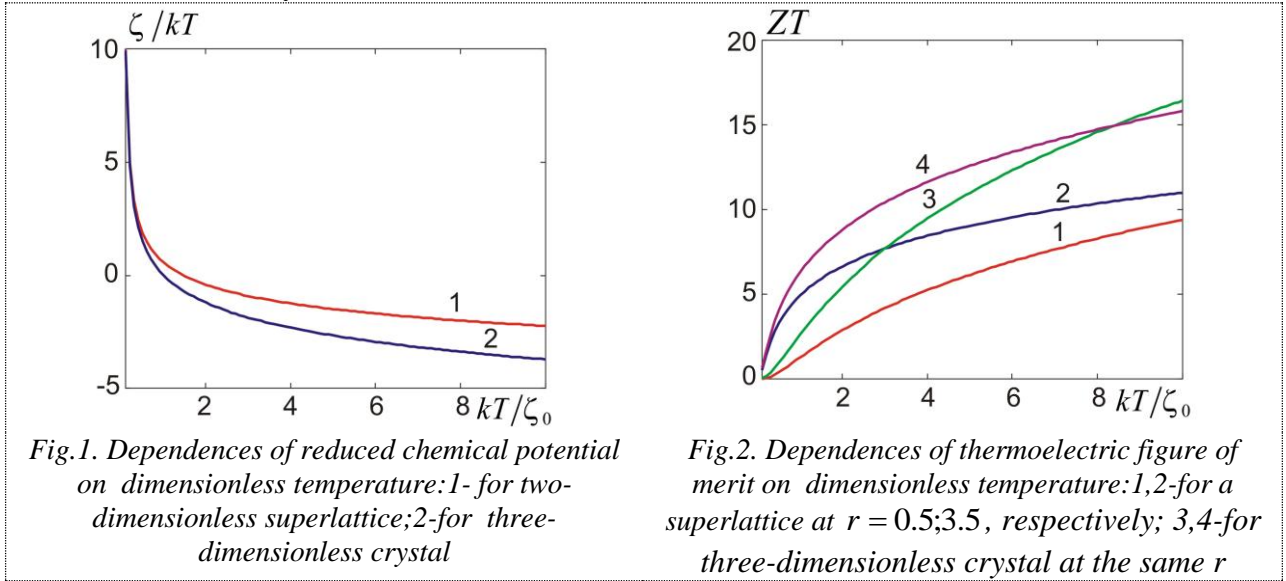 ζ/kT
10
5
0
-5
2
4
6
8
kT/ζ₀
1
2
Fig.1. Dependences of reduced chemical potential
on dimensionless temperature:1- for two-
dimensionless superlattice;2-for three-
dimensionless crystal
ZT
20
15
10
5
0
2
4
6
8
kT/ζ₀
4
3
2
1
Fig.2. Dependences of thermoelectric figure of
merit on dimensionless temperature:1,2-for a
superlattice at r = 0.5;3.5, respectively; 3,4-for
three-dimensionless crystal at the same r